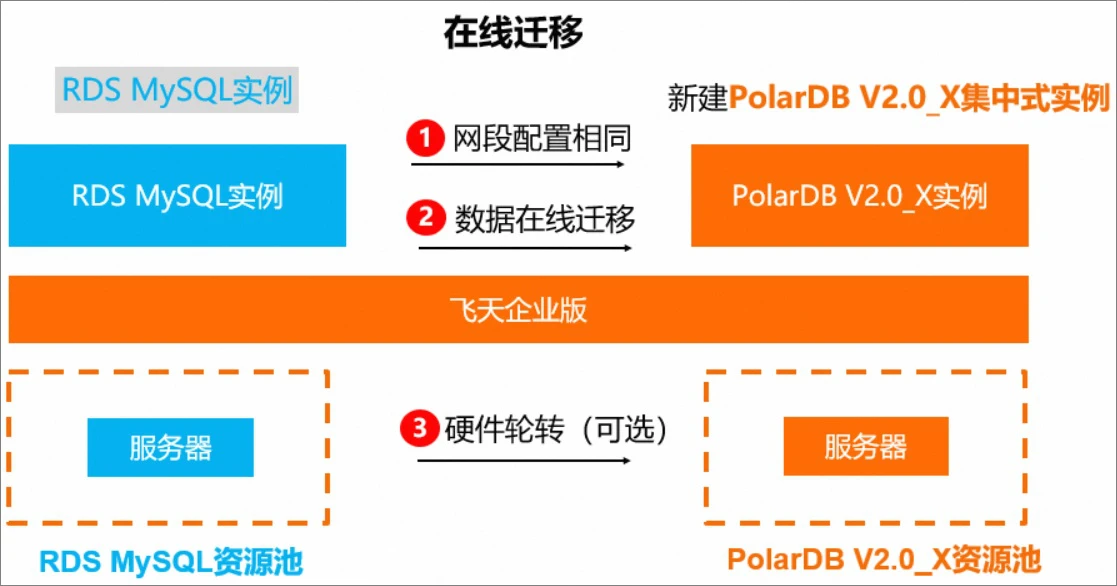 在线迁移
RDS MySQL实例
新建PolarDB V2.0_X集中式实例
1 网段配置相同
RDS MySQL实例
PolarDB V2.0_X实例
2 数据在线迁移
飞天企业版
3 硬件轮转（可选）
服务器
服务器
RDS MySQL资源池
PolarDB V2.0_X资源池